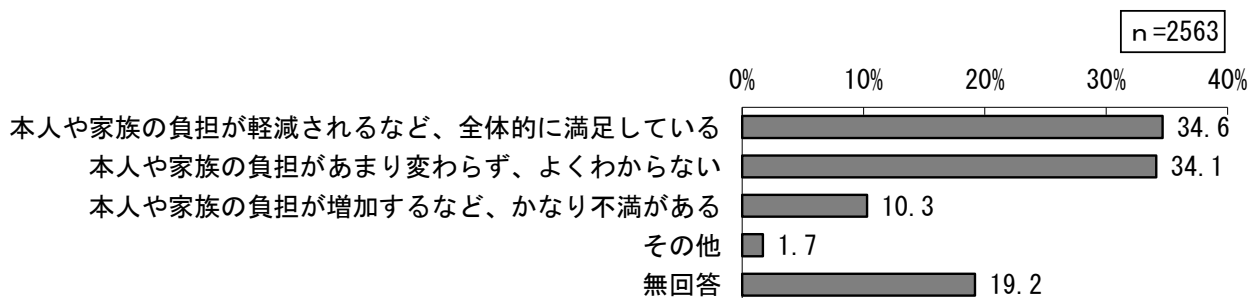 ｎ=2563
0% 10% 20% 30% 40%
本人や家族の負担が軽減されるなど、全体的に満足している 34.6
本人や家族の負担があまり変わらず、よくわからない 34.1
本人や家族の負担が増加するなど、かなり不満がある 10.3
その他 1.7
無回答 19.2